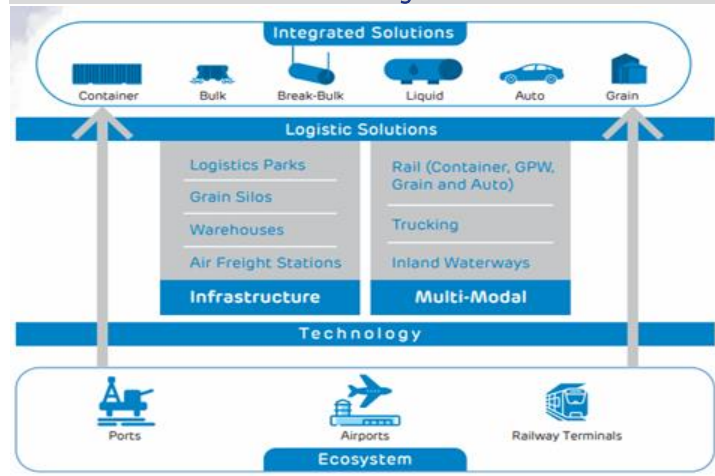 Integrated Solutions
Container
Bulk
Break-Bulk
Liquid
Auto
Grain
Logistic Solutions
Logistics Parks
Grain Silos
Warehouses
Air Freight Stations
Infrastructure
Rail (Container, GPW,
Grain and Auto)
Trucking
Inland Waterways
Multi-Modal
Technology
Ports
Airports
Railway Terminals
Ecosystem